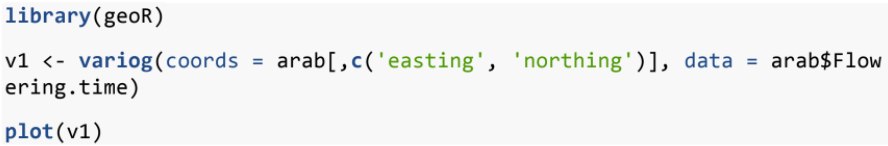 library(geoR)
v1 <- variog(coords = arab[,c('easting', 'northing')], data = arab$Flow
ering.time)
plot(v1)